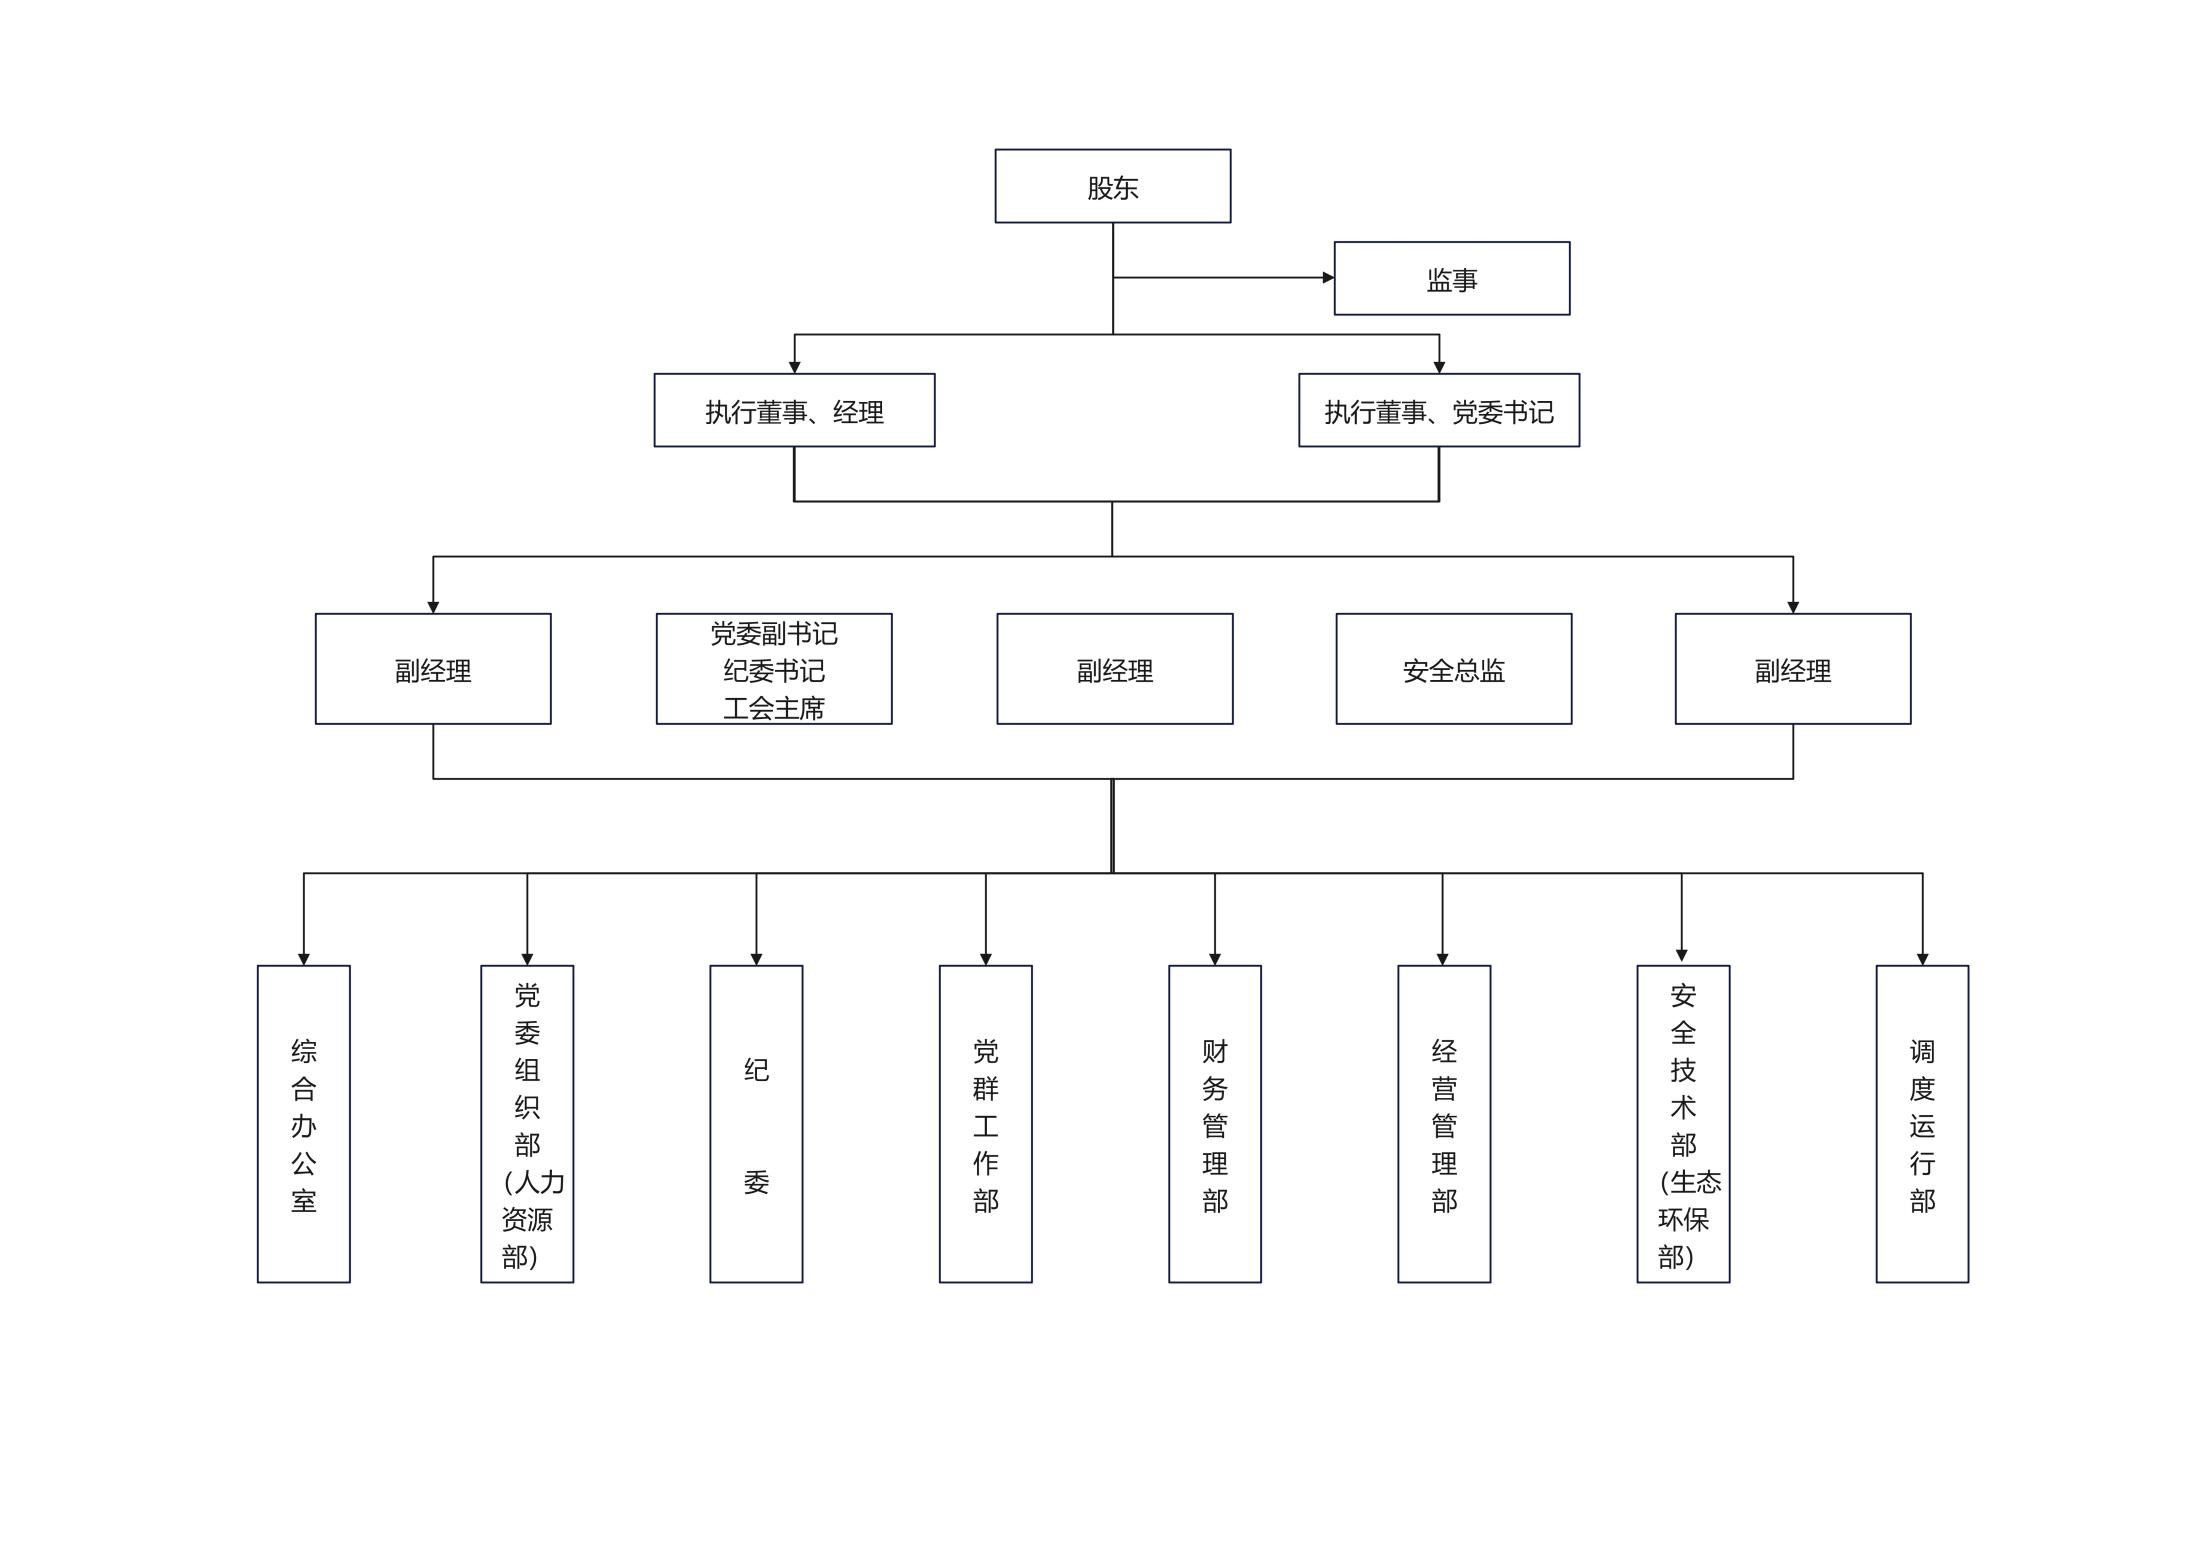 股东
监事
执行董事、经理
执行董事、党委书记
副经理
党委副书记
纪委书记
工会主席
副经理
安全总监
副经理
综合办公室
党委组织部
(人力
资源
部)
纪委
党群工作部
财务管理部
经营管理部
安全技术部
(生态
环保
部)
调度运行部